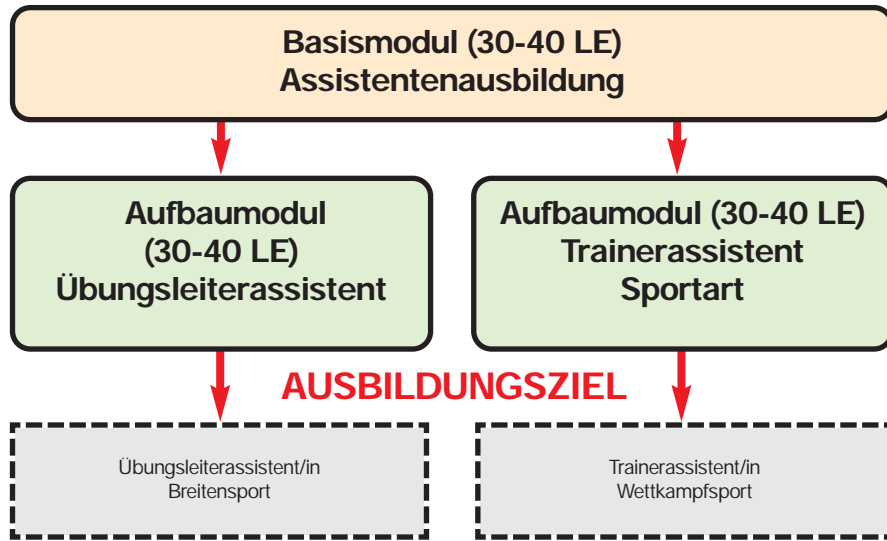 Basismodul (30-40 LE)
Assistentenausbildung
Aufbaumodul
(30-40 LE)
Übungsleiterassistent
Aufbaumodul (30-40 LE)
Trainerassistent
Sportart
AUSBILDUNGSZIEL
Übungsleiterassistent/in
Breitensport
Trainerassistent/in
Wettkampfsport